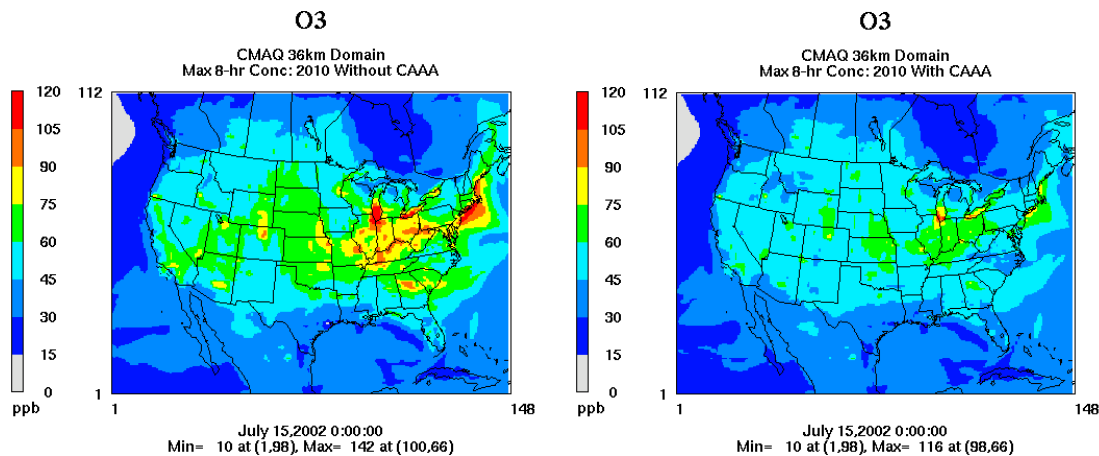 O3
CMAQ 36km Domain
Max 8-hr Conc: 2010 Without CAAA
120
105
90
75
60
45
30
15
0
ppb
112
1
1
148
July 15,2002 0:00:00
Min= 10 at (1,98), Max= 142 at (100,66)
O3
CMAQ 36km Domain
Max 8-hr Conc: 2010 With CAAA
120
105
90
75
60
45
30
15
0
ppb
112
1
1
148
July 15,2002 0:00:00
Min= 10 at (1,98), Max= 116 at (98,66)